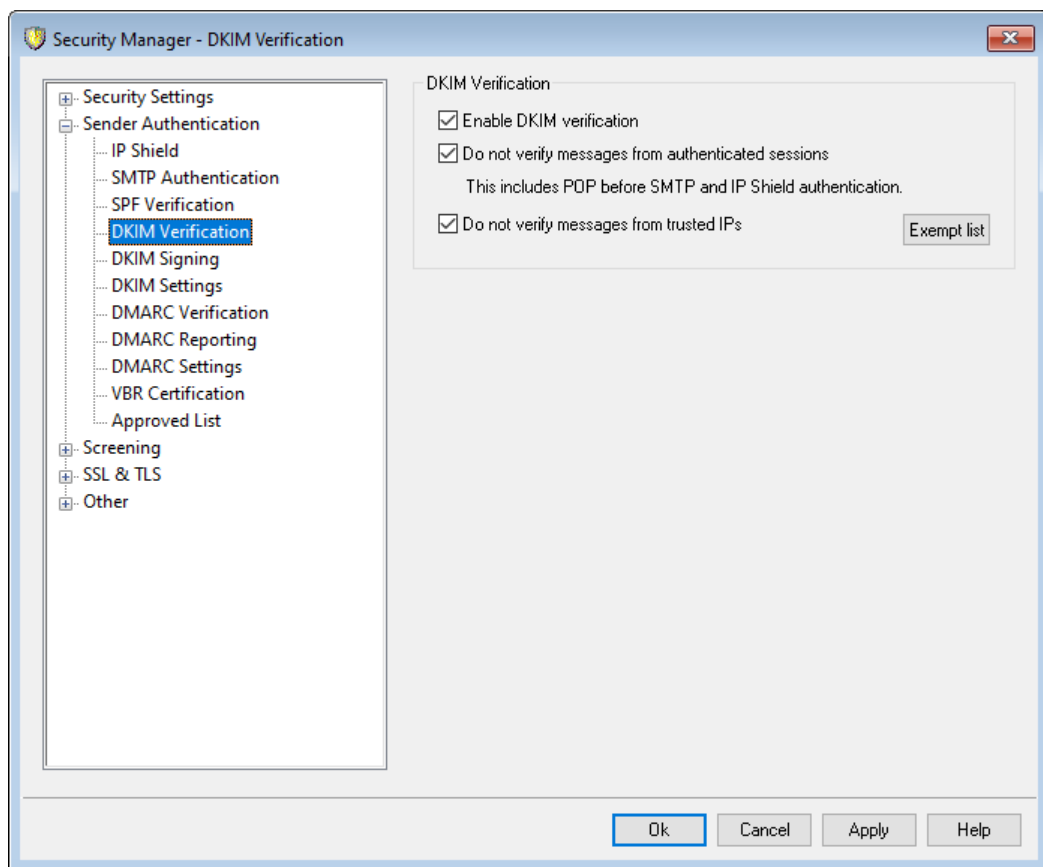 Security Manager - DKIM Verification
Security Settings
Sender Authentication
IP Shield
SMTP Authentication
SPF Verification
DKIM Verification
DKIM Signing
DKIM Settings
DMARC Verification
DMARC Reporting
DMARC Settings
VBR Certification
Approved List
Screening
SSL & TLS
Other
DKIM Verification
Enable DKIM verification
Do not verify messages from authenticated sessions
This includes POP before SMTP and IP Shield authentication.
Do not verify messages from trusted IPs
Exempt list
Ok
Cancel
Apply
Help